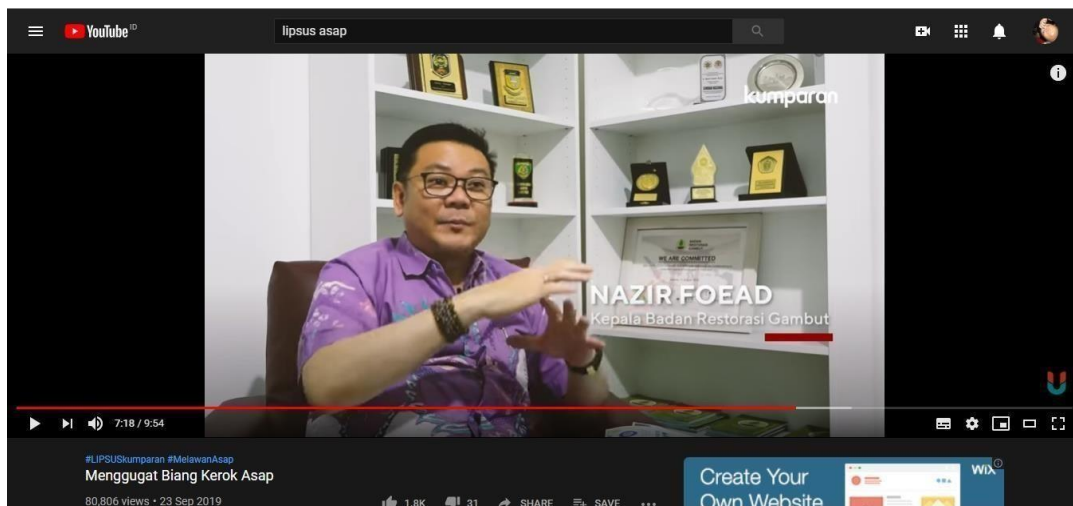 YouTube ID
lipsus asap
kumparan
WE ARE COMMITTED
NAZIR FOEAD
Kepala Badan Restorasi Gambut
7:18 / 9:54
#LIPSUSkumparan #MelawanAsap
Menggugat Biang Kerok Asap
80,806 views • 23 Sep 2019
1.8K
31
SHARE
SAVE
Create Your
Own Website
WiX